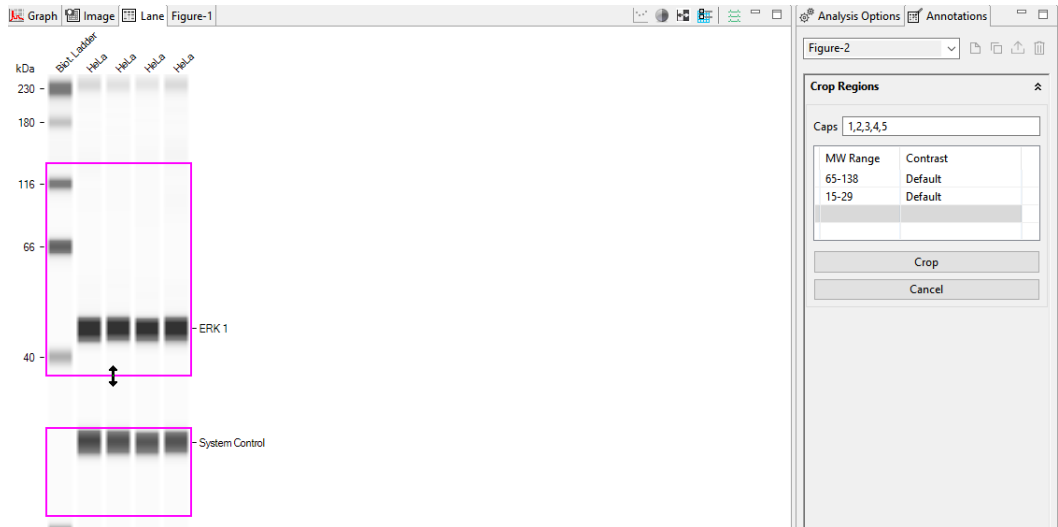 Graph Image Lane Figure-1
Analysis Options Annotations
Figure-2
Crop Regions
Caps 1,2,3,4,5
MW Range Contrast
65-138 Default
15-29 Default
Crop
Cancel
kDa Biot. Ladder HeLa HeLa HeLa HeLa
230
180
116
66
ERK 1
40
System Control